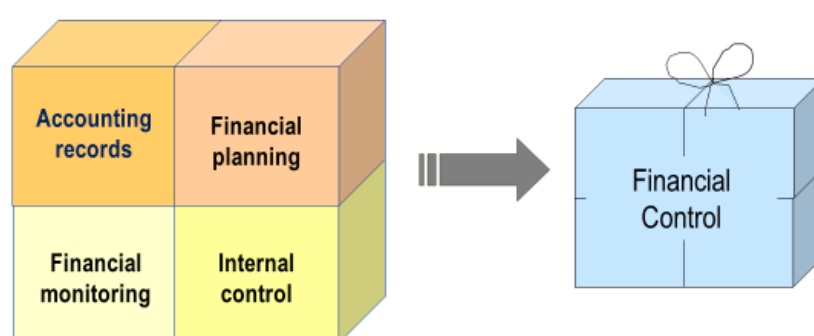 Accounting
records
Financial
planning
Financial
monitoring
Internal
control
Financial
Control